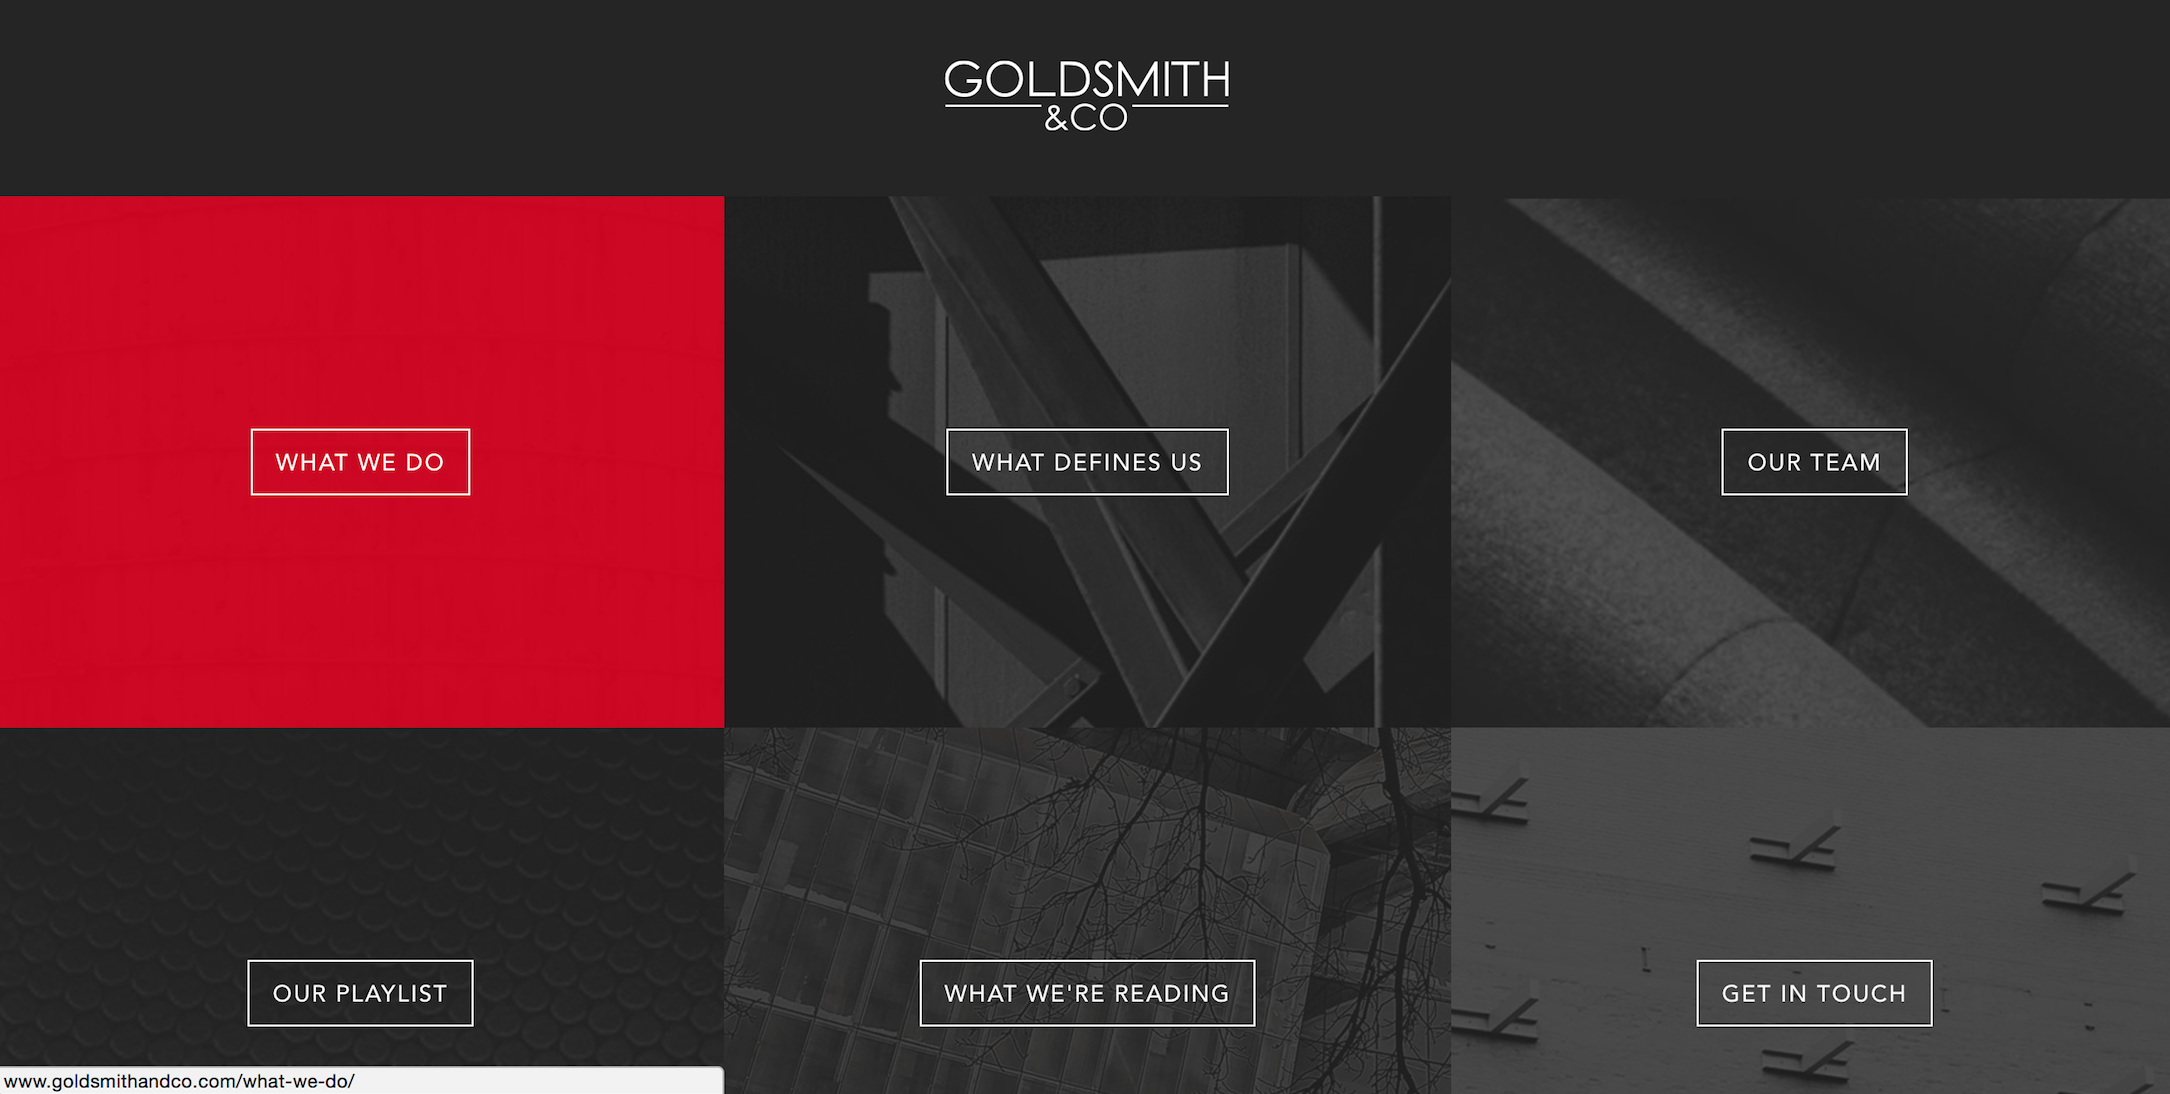 GOLDSMITH
&CO
WHAT WE DO
WHAT DEFINES US
OUR TEAM
OUR PLAYLIST
WHAT WE'RE READING
GET IN TOUCH
www.goldsmithandco.com/what-we-do/